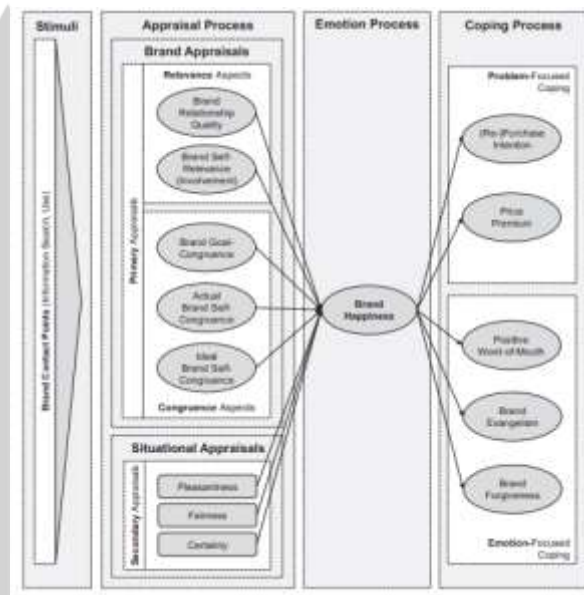 Stimuli
Appraisal Process
Emotion Process
Coping Process
Brand Contact Points (Information Search, Use)
Brand Appraisals
Primary Appraisals
Relevance Aspects
Brand
Relationship
Quality
Brand Self-
Relevance
(Involvement)
Brand Goal-
Congruence
Actual
Brand Self-
Congruence
Ideal
Brand Self-
Congruence
Congruence Aspects
Situational Appraisals
Secondary Appraisals
Pleasantness
Fairness
Certainty
Brand
Happiness
Problem-Focused
Coping
(Re-)Purchase
Intention
Price
Premium
Positive
Word-of-Mouth
Brand
Evangelism
Brand
Forgiveness
Emotion-Focused
Coping